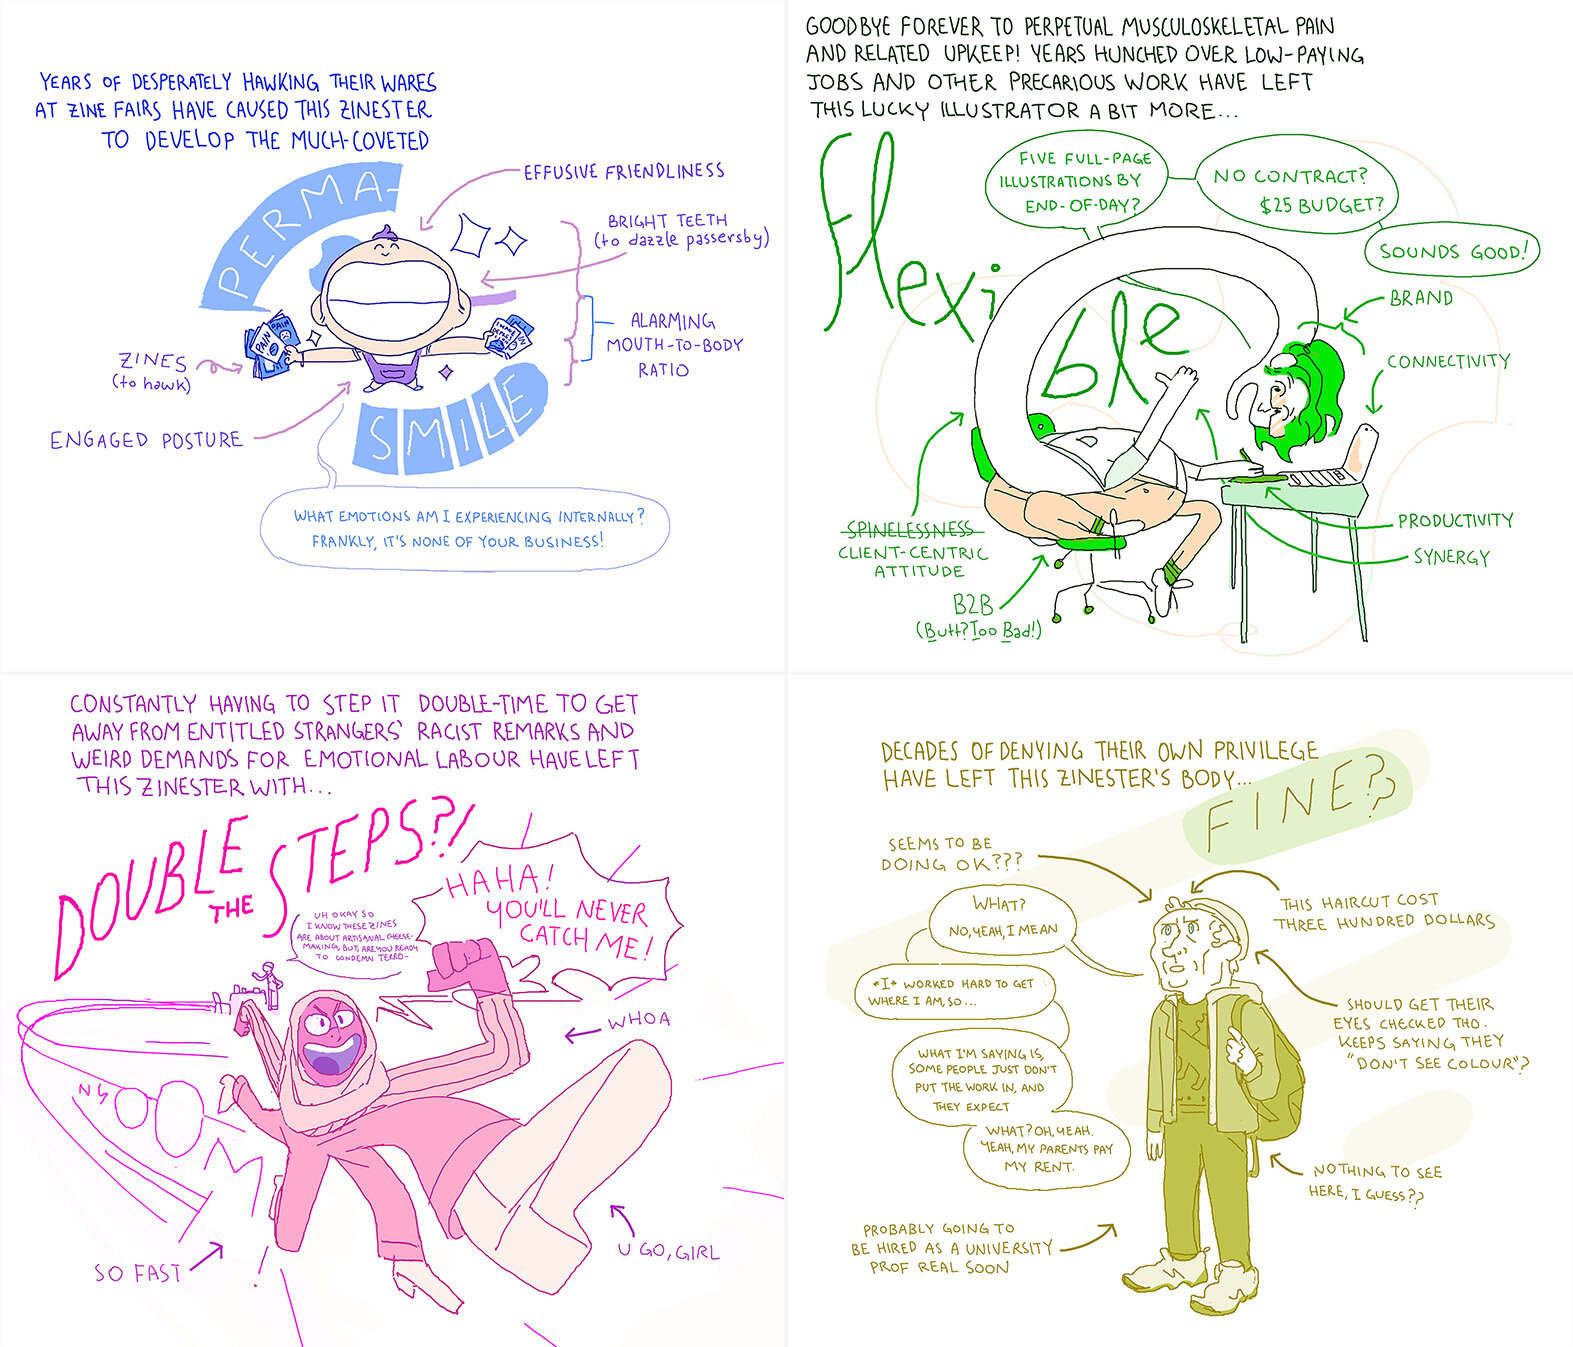 YEARS OF DESPERATELY HAWKING THEIR WARES
AT ZINE FAIRS HAVE CAUSED THIS ZINESTER
TO DEVELOP THE MUCH-COVETED
PERMA-
SMILE
EFFUSIVE FRIENDLINESS
BRIGHT TEETH
(to dazzle passersby)
ALARMING
MOUTH-TO-BODY
RATIO
ZINES
(to hawk)
PAIN
PAIN
ENGAGED POSTURE
WHAT EMOTIONS AM I EXPERIENCING INTERNALLY?
FRANKLY, IT'S NONE OF YOUR BUSINESS!
GOODBYE FOREVER TO PERPETUAL MUSCULOSKELETAL PAIN
AND RELATED UPKEEP! YEARS HUNCHED OVER LOW-PAYING
JOBS AND OTHER PRECARIOUS WORK HAVE LEFT
THIS LUCKY ILLUSTRATOR A BIT MORE...
Flexi
ble
FIVE FULL-PAGE
ILLUSTRATIONS BY
END-OF-DAY?
NO CONTRACT?
$25 BUDGET?
SOUNDS GOOD!
BRAND
CONNECTIVITY
PRODUCTIVITY
SYNERGY
SPINELESSNESS
CLIENT-CENTRIC
ATTITUDE
B2B
(Butt? Too Bad!)
CONSTANTLY HAVING TO STEP IT DOUBLE-TIME TO GET
AWAY FROM ENTITLED STRANGERS' RACIST REMARKS AND
WEIRD DEMANDS FOR EMOTIONAL LABOUR HAVE LEFT
THIS ZINESTER WITH...
DOUBLE
THE
STEPS?!
UH OKAY SO
I KNOW THESE ZINES
ARE ABOUT ARTISANAL CHEESE-
MAKING, BUT, ARE YOU READY
TO CONDEMN TERRO-
HAHA!
YOU'LL NEVER
CATCH ME!
WHOA
U GO, GIRL
SO FAST
DECADES OF DENYING THEIR OWN PRIVILEGE
HAVE LEFT THIS ZINESTER'S BODY...
FINE??
SEEMS TO BE
DOING OK???
THIS HAIRCUT COST
THREE HUNDRED DOLLARS
WHAT?
NO, YEAH, I MEAN
*I* WORKED HARD TO GET
WHERE I AM, SO...
WHAT I'M SAYING IS,
SOME PEOPLE JUST DON'T
PUT THE WORK IN, AND
THEY EXPECT
WHAT? OH, YEAH.
YEAH, MY PARENTS PAY
MY RENT.
SHOULD GET THEIR
EYES CHECKED THO.
KEEPS SAYING THEY
"DON'T SEE COLOUR"?
NOTHING TO SEE
HERE, I GUESS??
PROBABLY GOING TO
BE HIRED AS A UNIVERSITY
PROF REAL SOON